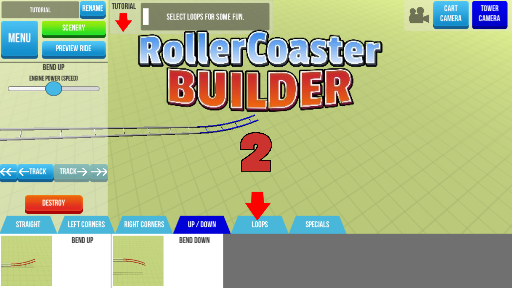 TUTORIAL
RENAME
SCENERY
MENU
PREVIEW RIDE
BEND UP
ENGINE POWER (SPEED)
<<
←TRACK
TRACK→
>>
DESTROY
TUTORIAL
SELECT LOOPS FOR SOME FUN.
CART
CAMERA
TOWER
CAMERA
RollerCoaster
BUILDER
2
STRAIGHT
LEFT CORNERS
RIGHT CORNERS
UP / DOWN
LOOPS
SPECIALS
BEND UP
BEND DOWN